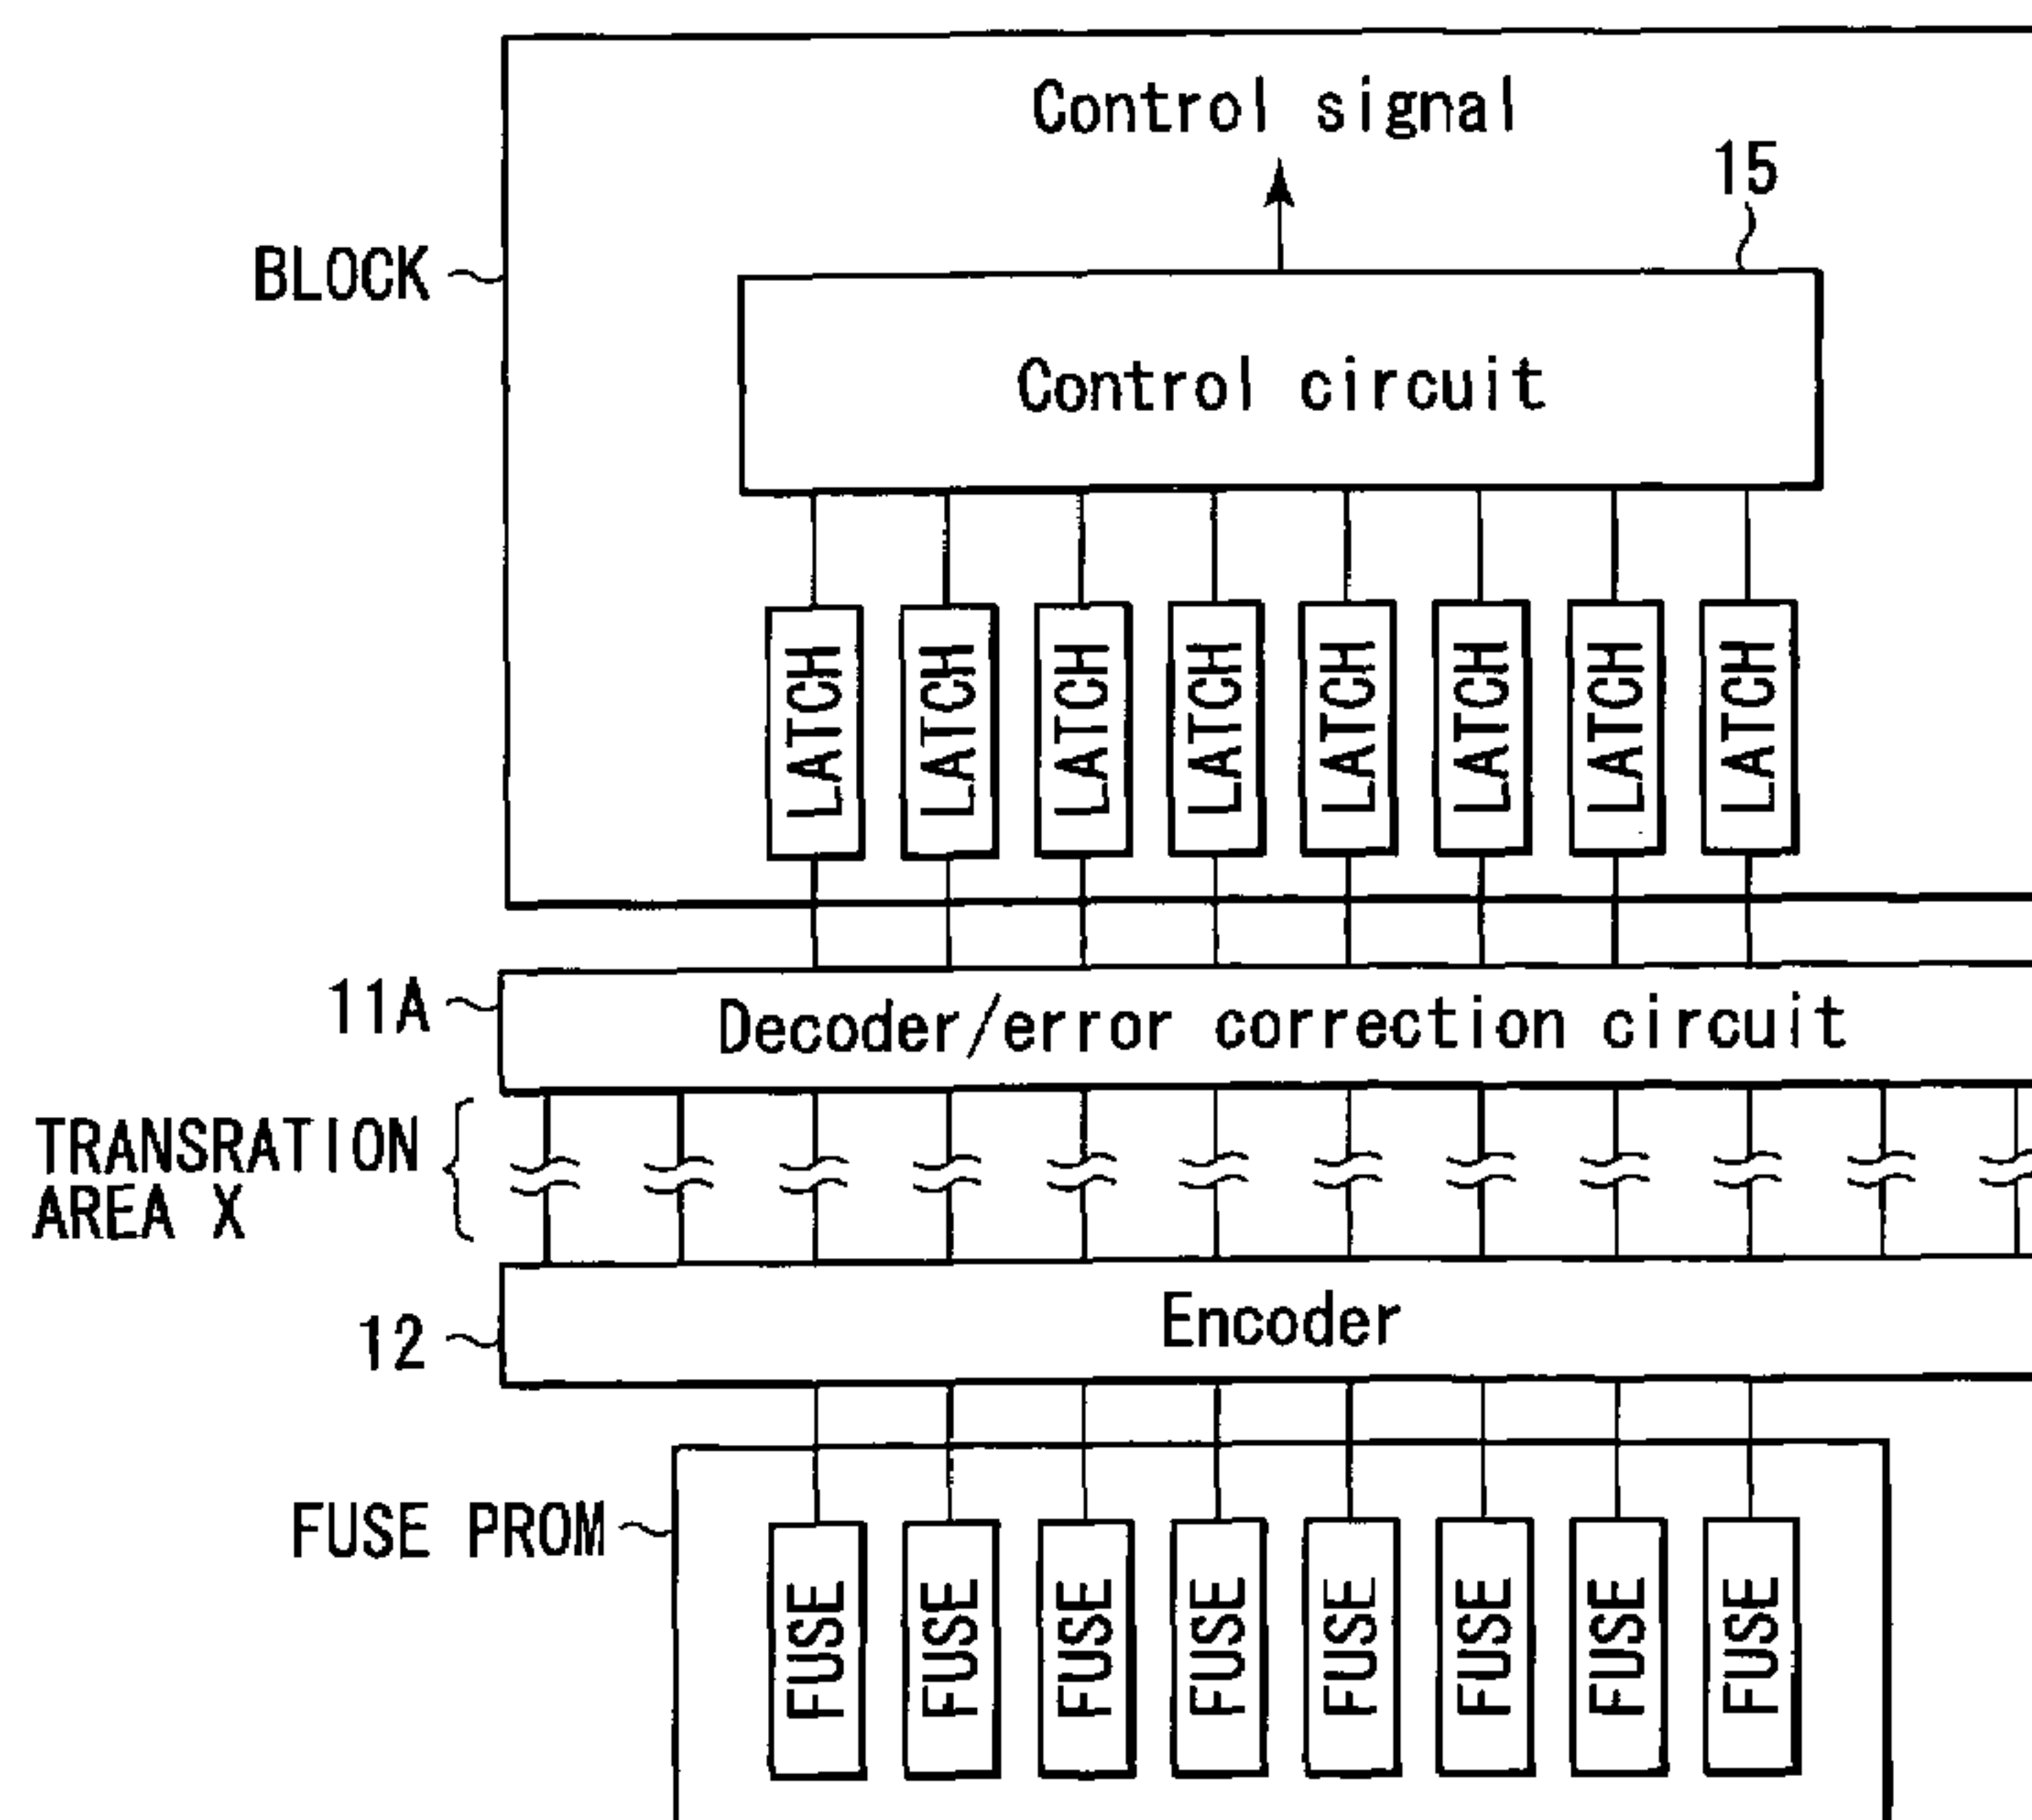 Control signal
15
BLOCK
Control circuit
LATCH
LATCH
LATCH
LATCH
LATCH
LATCH
LATCH
LATCH
11A
Decoder/error correction circuit
TRANSRATION
AREA X
12
Encoder
FUSE PROM
FUSE
FUSE
FUSE
FUSE
FUSE
FUSE
FUSE
FUSE